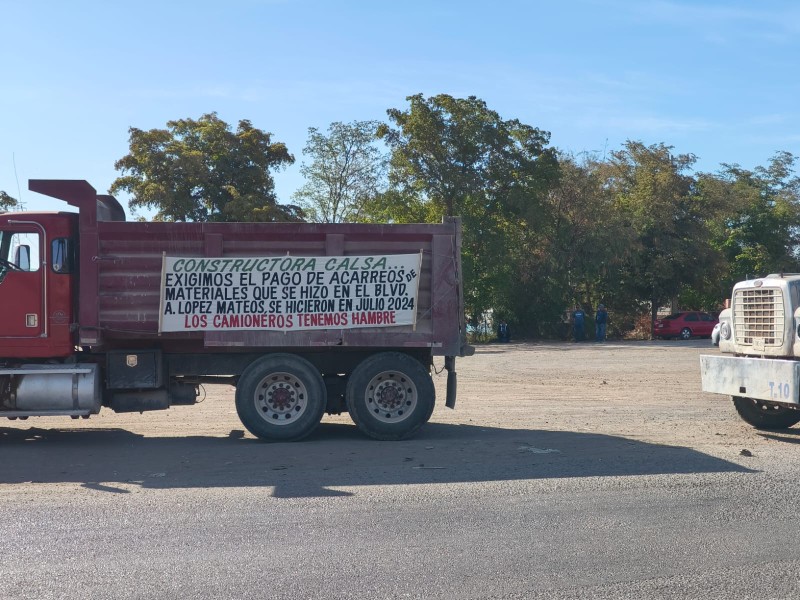 CONSTRUCTORA CALSA
EXIGIMOS EL PAGO DE ACARREOS DE
MATERIALES QUE SE HIZO EN EL BLVD.
A. LOPEZ MATEOS SE HICIERON EN JULIO 2024
LOS CAMIONEROS TENEMOS HAMBRE
T.10